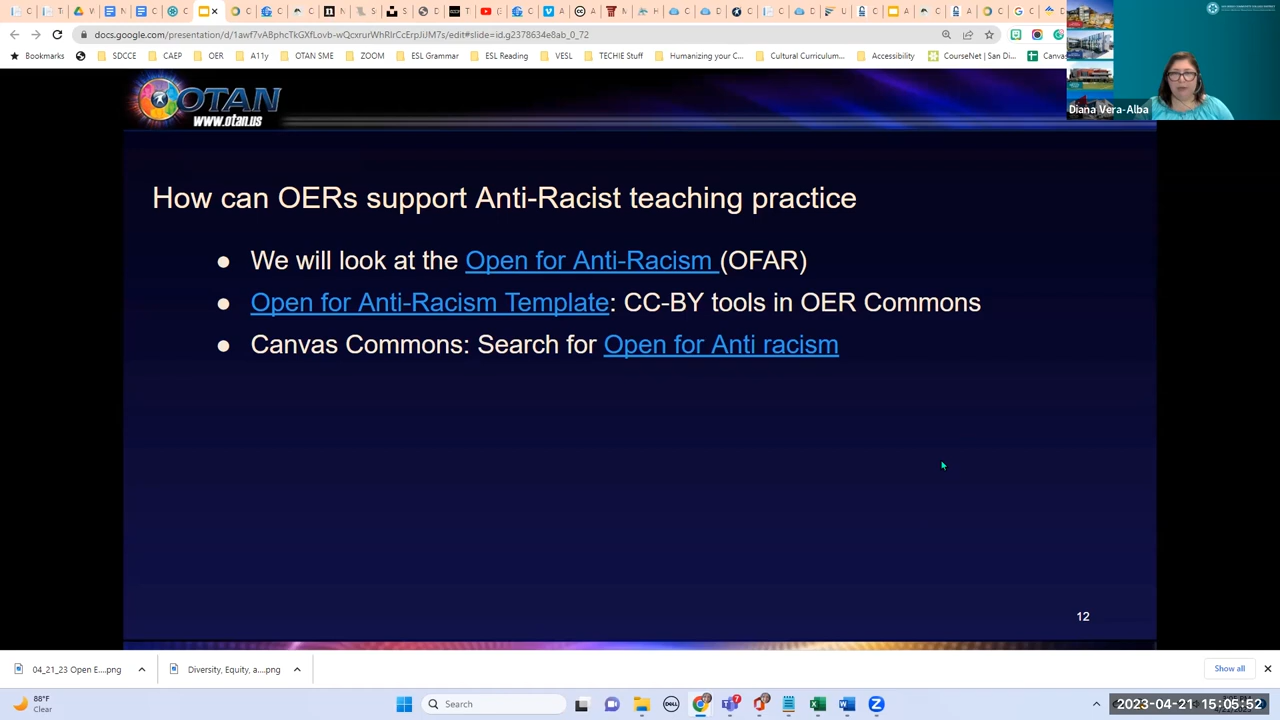 docs.google.com/presentation/d/1awf7vABphcTkGXfLovb-wQcuxVhRlrCCErjiUM7s/edit#slide=id.g2378634e8ab_0_72
Bookmarks
SDCCE
CAEP
OER
A11y
OTAN SME
ESL Grammar
ESL Reading
VESL
TECHIE Stuff
Humanizing your C...
Cultural Curriculum...
CourseNet | San Di...
Diana Vera-Alba
OTAN
www.otan.us
How can OERs support Anti-Racist teaching practice
● We will look at the Open for Anti-Racism (OFAR)
● Open for Anti-Racism Template: CC-BY tools in OER Commons
● Canvas Commons: Search for Open for Anti racism
12
04_21_23 Open E....png
Diversity, Equity, a....png
Show all
88°F
Clear
Search
2023-04-21 15:05:52